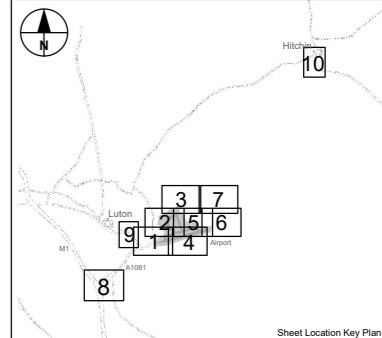 N
Hitchin
10
3 7
Luton
2 5 6
9
1 4
Airport
M1
A1081
8
Sheet Location Key Plan